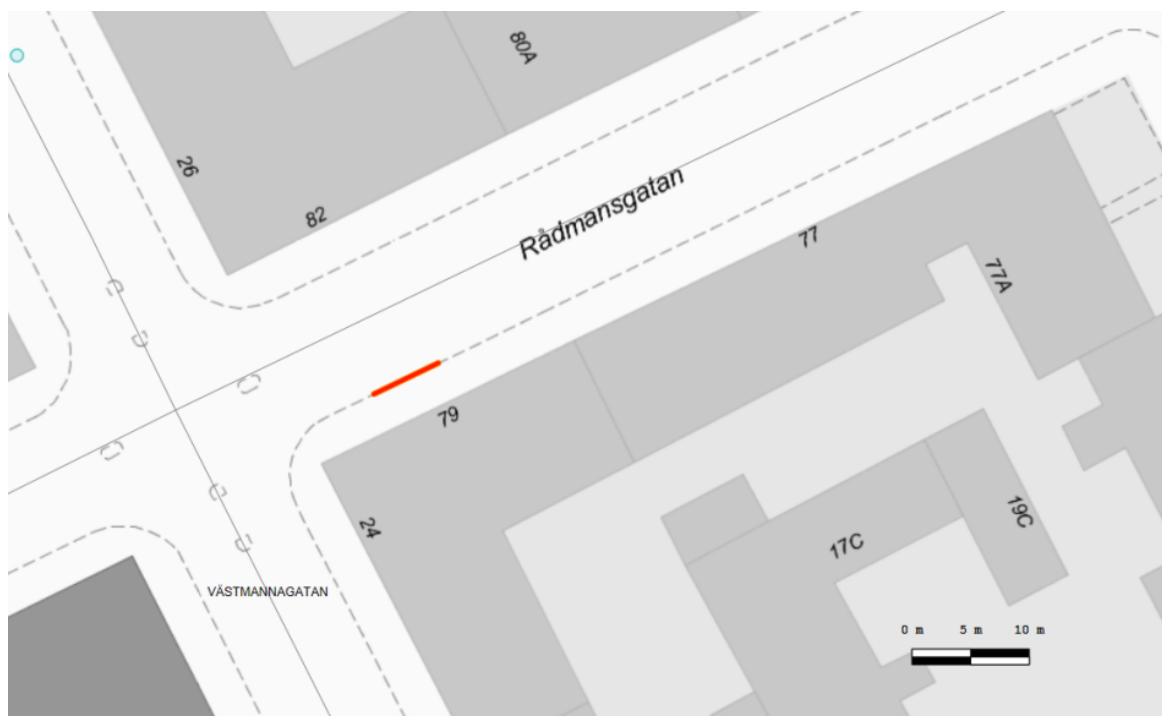 80A
26
82
Rådmansgatan
77
77A
79
24
19C
17C
VÄSTMANNAGATAN
0 m 5 m 10 m